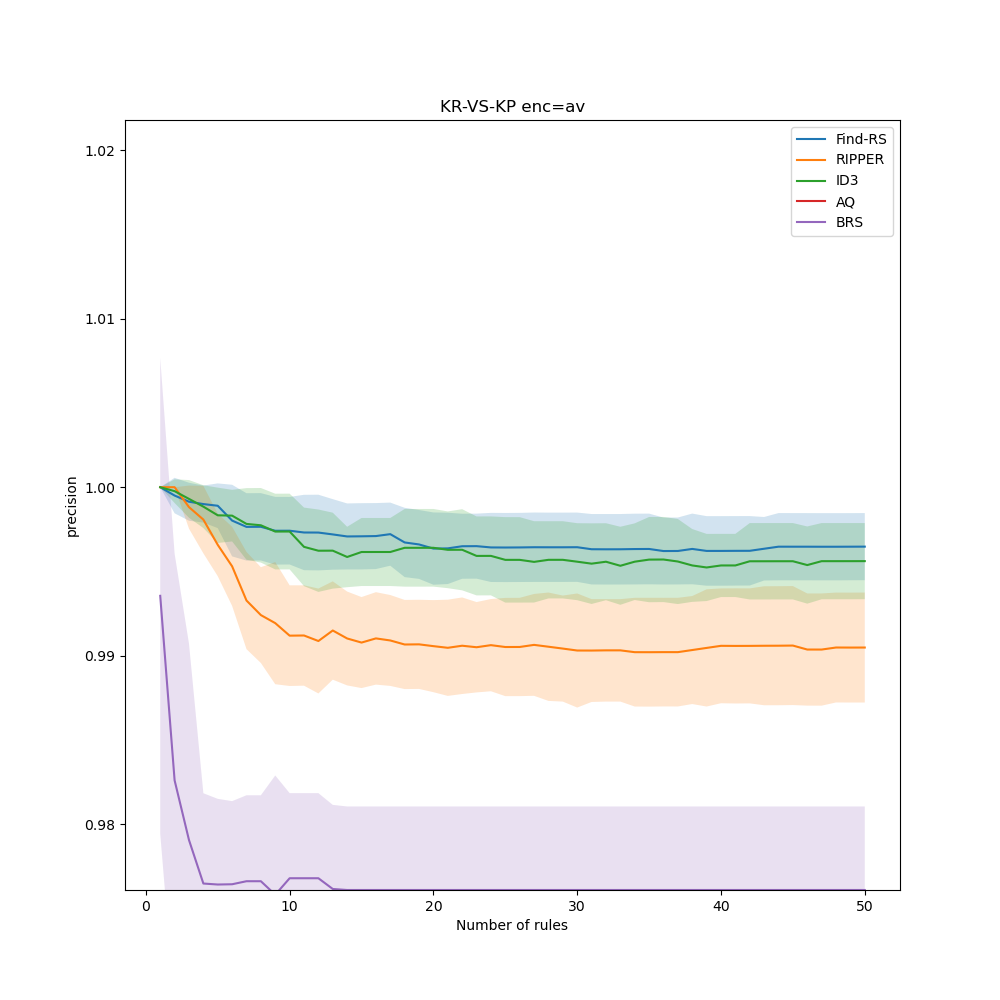 KR-VS-KP enc=av
1.02
1.01
1.00
0.99
0.98
precision
0
10
20
30
40
50
Number of rules
Find-RS
RIPPER
ID3
AQ
BRS